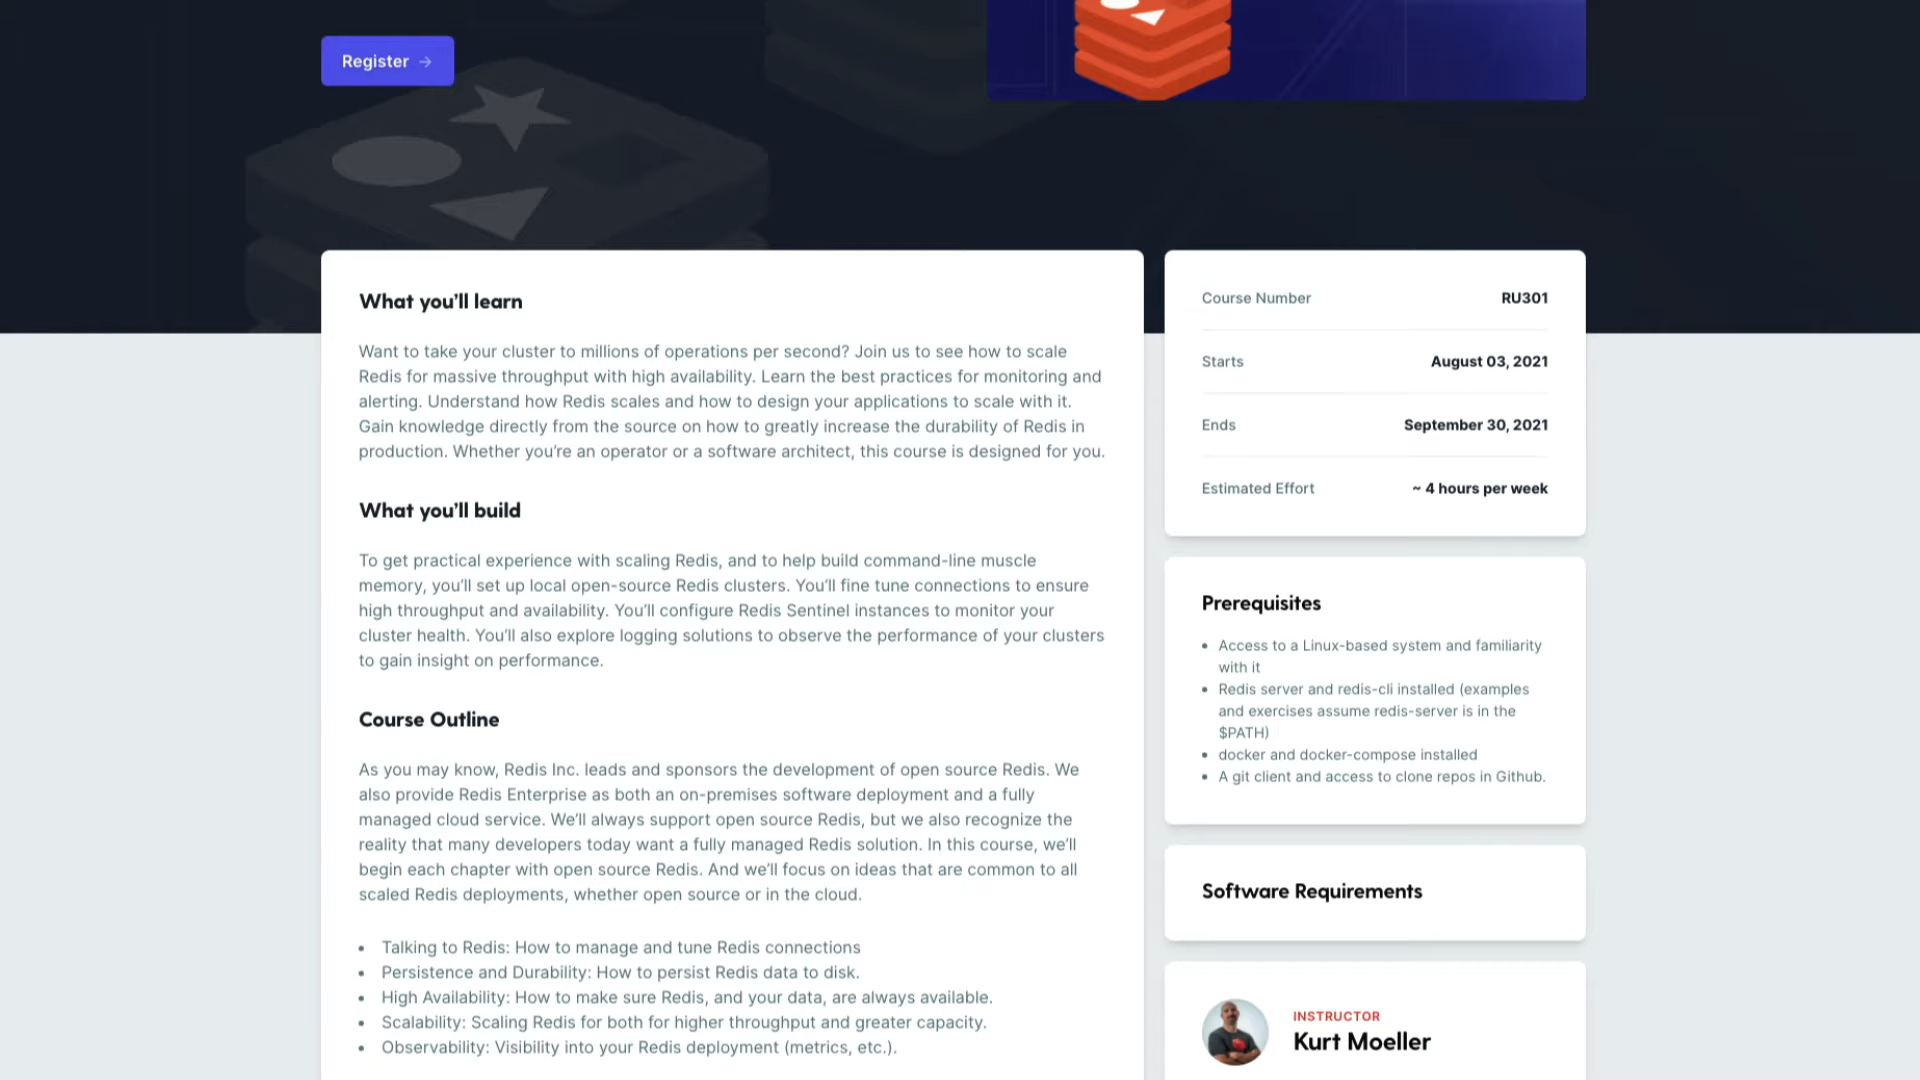 Register →
What you'll learn
Want to take your cluster to millions of operations per second? Join us to see how to scale
Redis for massive throughput with high availability. Learn the best practices for monitoring and
alerting. Understand how Redis scales and how to design your applications to scale with it.
Gain knowledge directly from the source on how to greatly increase the durability of Redis in
production. Whether you're an operator or a software architect, this course is designed for you.
What you'll build
To get practical experience with scaling Redis, and to help build command-line muscle
memory, you'll set up local open-source Redis clusters. You'll fine tune connections to ensure
high throughput and availability. You'll configure Redis Sentinel instances to monitor your
cluster health. You'll also explore logging solutions to observe the performance of your clusters
to gain insight on performance.
Course Outline
As you may know, Redis Inc. leads and sponsors the development of open source Redis. We
also provide Redis Enterprise as both an on-premises software deployment and a fully
managed cloud service. We'll always support open source Redis, but we also recognize the
reality that many developers today want a fully managed Redis solution. In this course, we'll
begin each chapter with open source Redis. And we'll focus on ideas that are common to all
scaled Redis deployments, whether open source or in the cloud.
• Talking to Redis: How to manage and tune Redis connections
• Persistence and Durability: How to persist Redis data to disk.
• High Availability: How to make sure Redis, and your data, are always available.
• Scalability: Scaling Redis for both for higher throughput and greater capacity.
• Observability: Visibility into your Redis deployment (metrics, etc.).
Course Number RU301
Starts August 03, 2021
Ends September 30, 2021
Estimated Effort ~ 4 hours per week
Prerequisites
• Access to a Linux-based system and familiarity
with it
• Redis server and redis-cli installed (examples
and exercises assume redis-server is in the
$PATH)
• docker and docker-compose installed
• A git client and access to clone repos in Github.
Software Requirements
INSTRUCTOR
Kurt Moeller